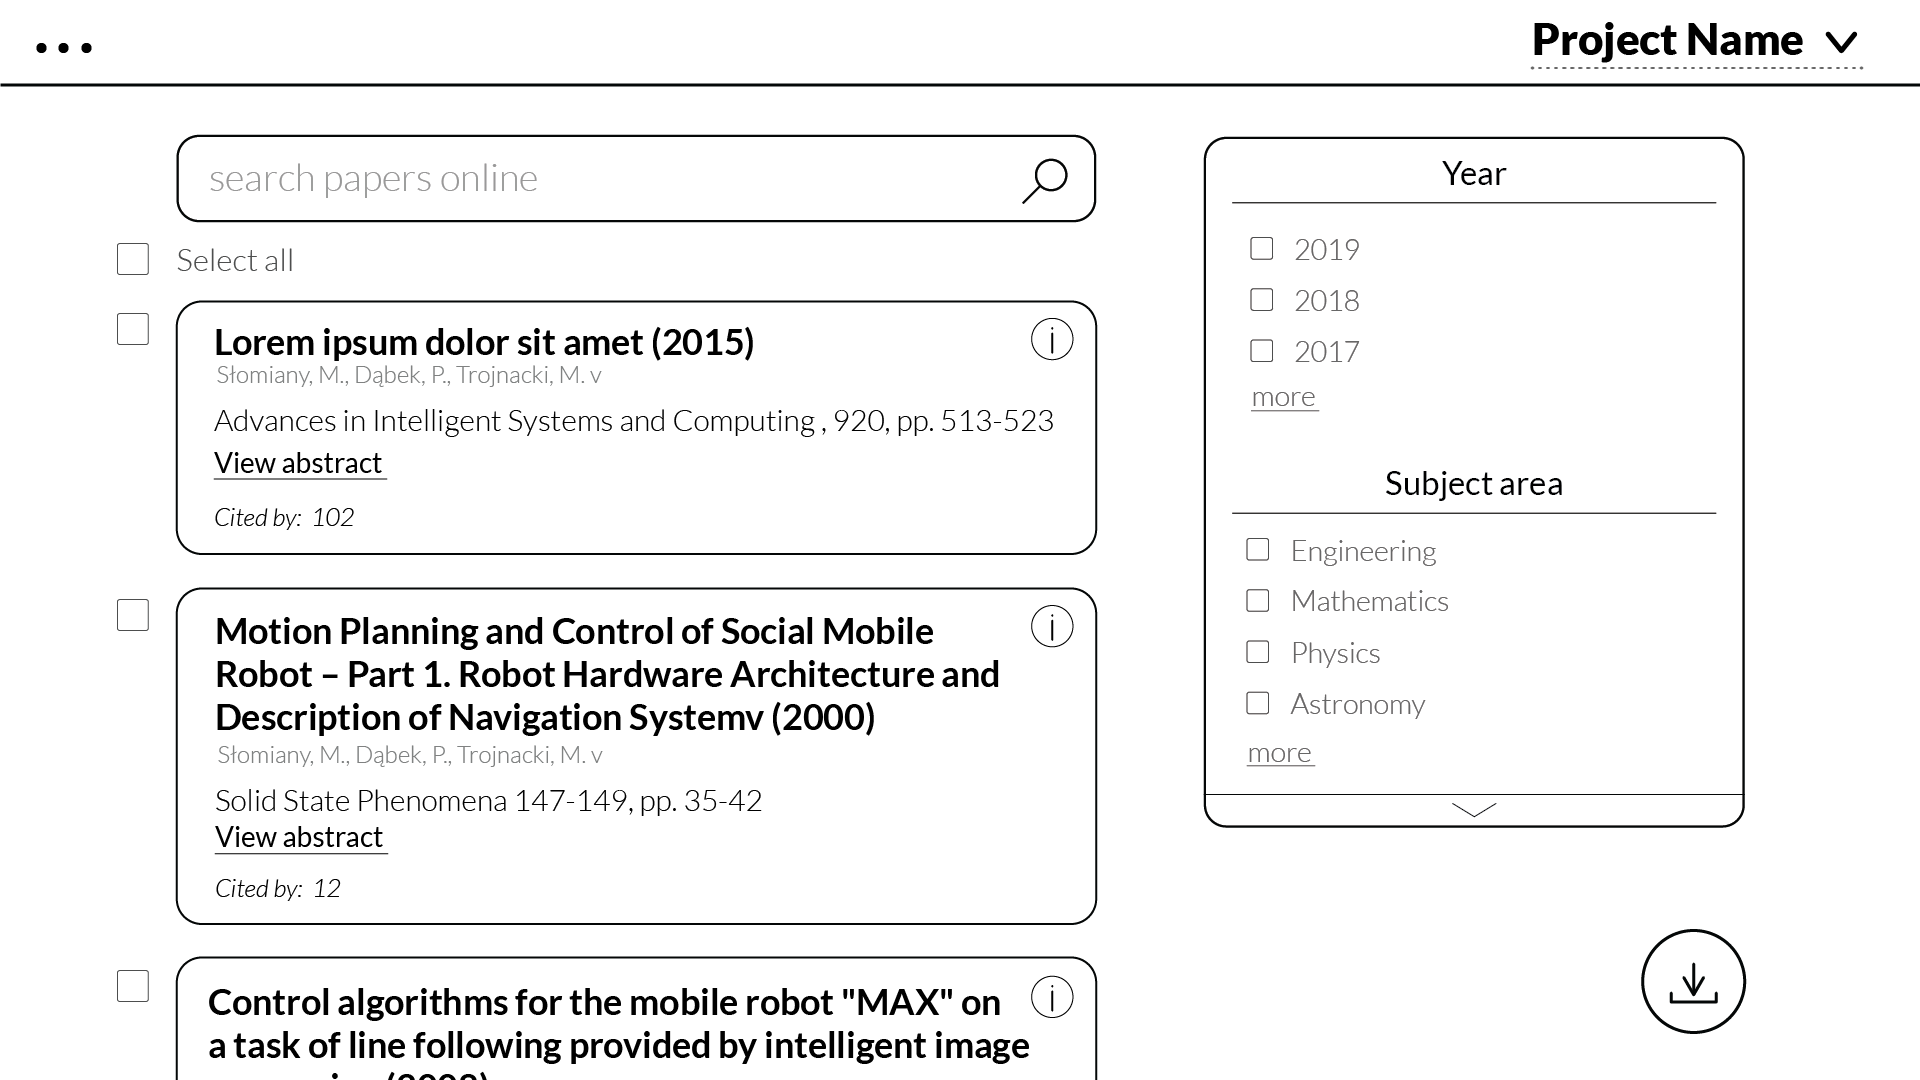 Project Name
search papers online
Select all
Lorem ipsum dolor sit amet (2015)
Słomiany, M., Dąbek, P., Trojnacki, M. v
Advances in Intelligent Systems and Computing , 920, pp. 513-523
View abstract
Cited by: 102
Motion Planning and Control of Social Mobile
Robot – Part 1. Robot Hardware Architecture and
Description of Navigation Systemv (2000)
Słomiany, M., Dąbek, P., Trojnacki, M. v
Solid State Phenomena 147-149, pp. 35-42
View abstract
Cited by: 12
Control algorithms for the mobile robot "MAX" on
a task of line following provided by intelligent image
Year
2019
2018
2017
more
Subject area
Engineering
Mathematics
Physics
Astronomy
more